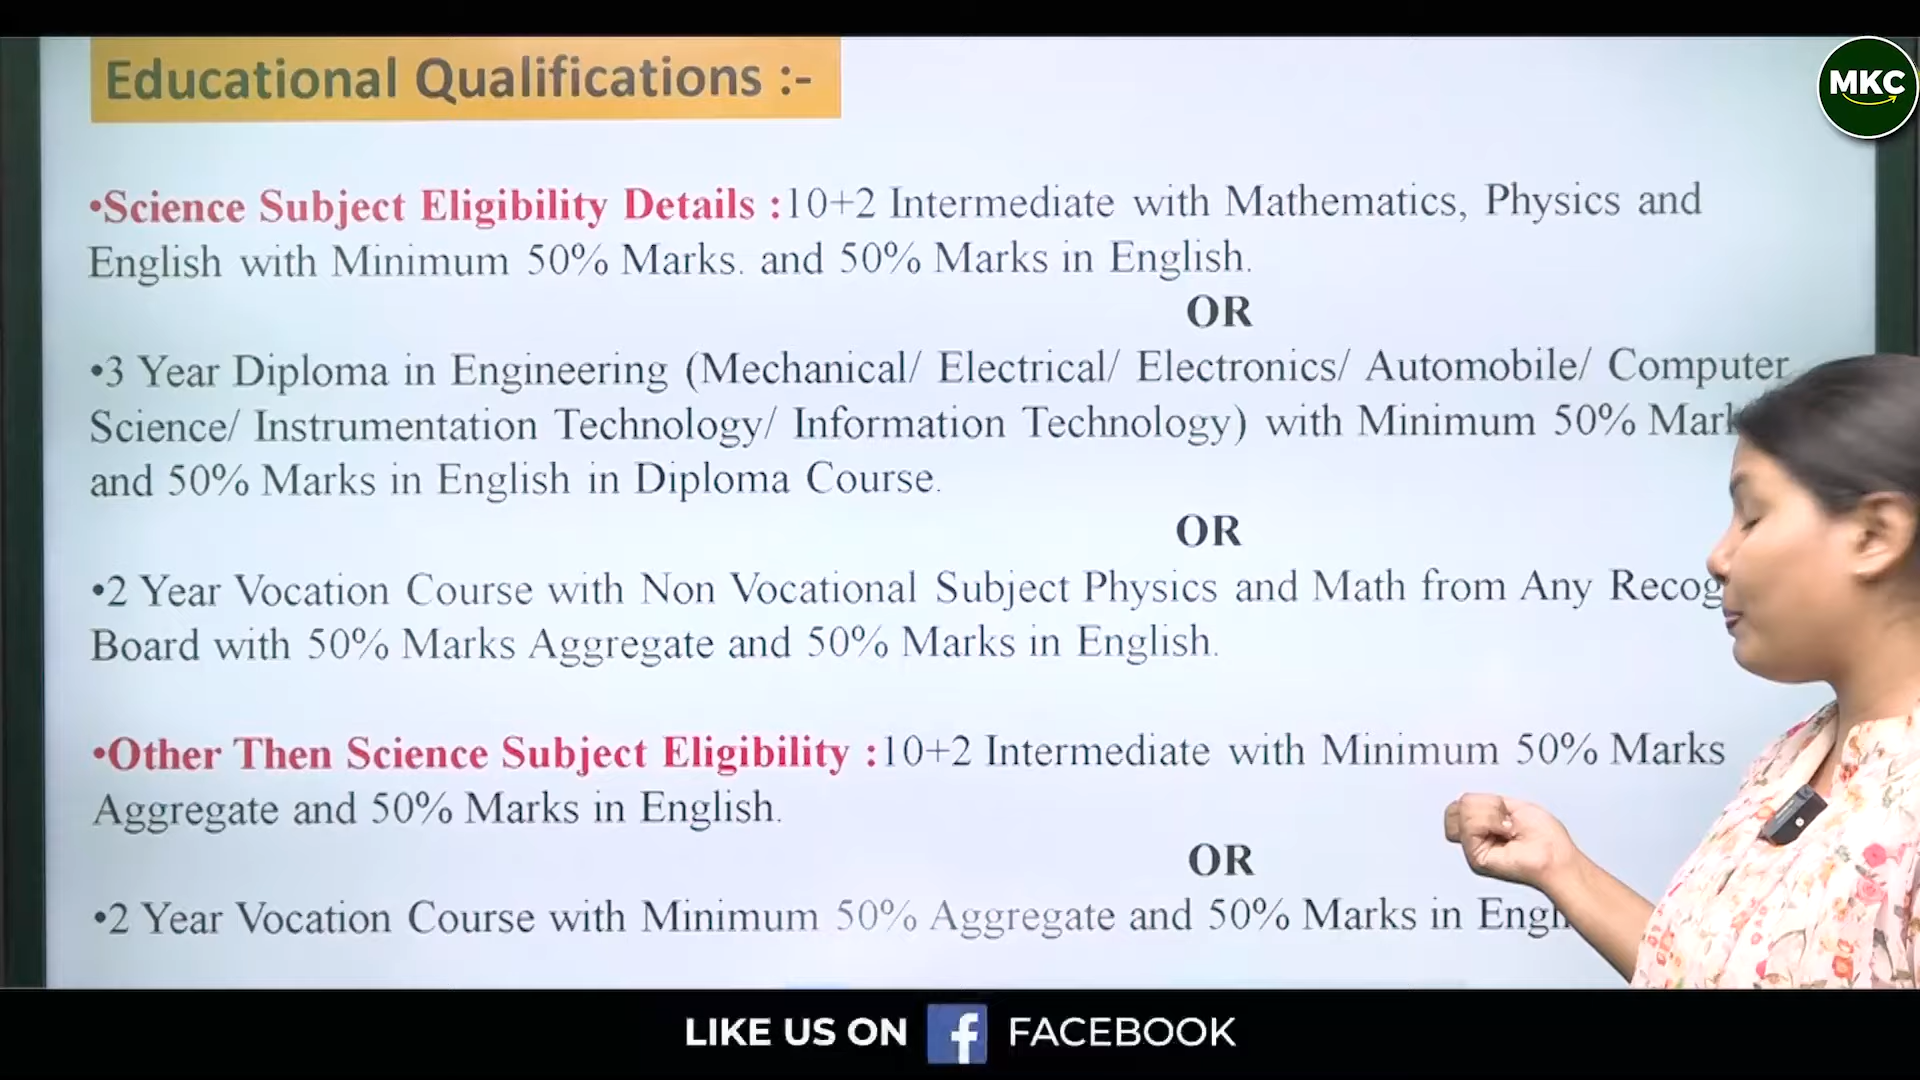 Educational Qualifications :-
MKC
•Science Subject Eligibility Details :10+2 Intermediate with Mathematics, Physics and
English with Minimum 50% Marks. and 50% Marks in English.
OR
•3 Year Diploma in Engineering (Mechanical/ Electrical/ Electronics/ Automobile/ Computer
Science/ Instrumentation Technology/ Information Technology) with Minimum 50%
and 50% Marks in English in Diploma Course.
OR
•2 Year Vocation Course with Non Vocational Subject Physics and Math from Any
Board with 50% Marks Aggregate and 50% Marks in English.
•Other Then Science Subject Eligibility :10+2 Intermediate with Minimum 50% Marks
Aggregate and 50% Marks in English.
OR
•2 Year Vocation Course with Minimum 50% Aggregate and 50% Marks in
LIKE US ON f FACEBOOK